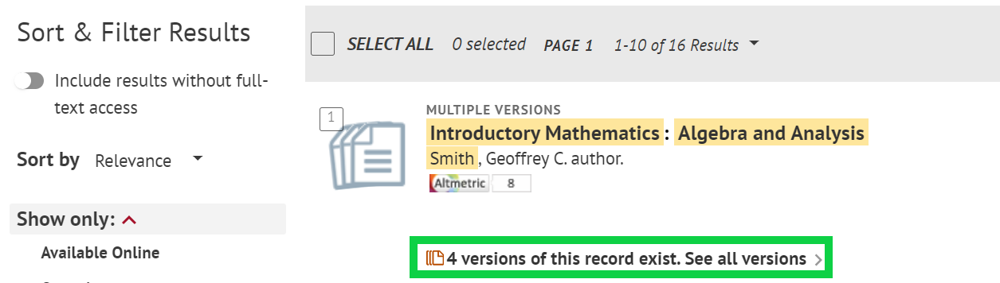 Sort & Filter Results
Include results without full-
text access
Sort by Relevance
Show only:
Available Online
SELECT ALL 0 selected PAGE 1 1-10 of 16 Results
1
MULTIPLE VERSIONS
Introductory Mathematics : Algebra and Analysis
Smith , Geoffrey C. author.
Altmetric 8
4 versions of this record exist. See all versions